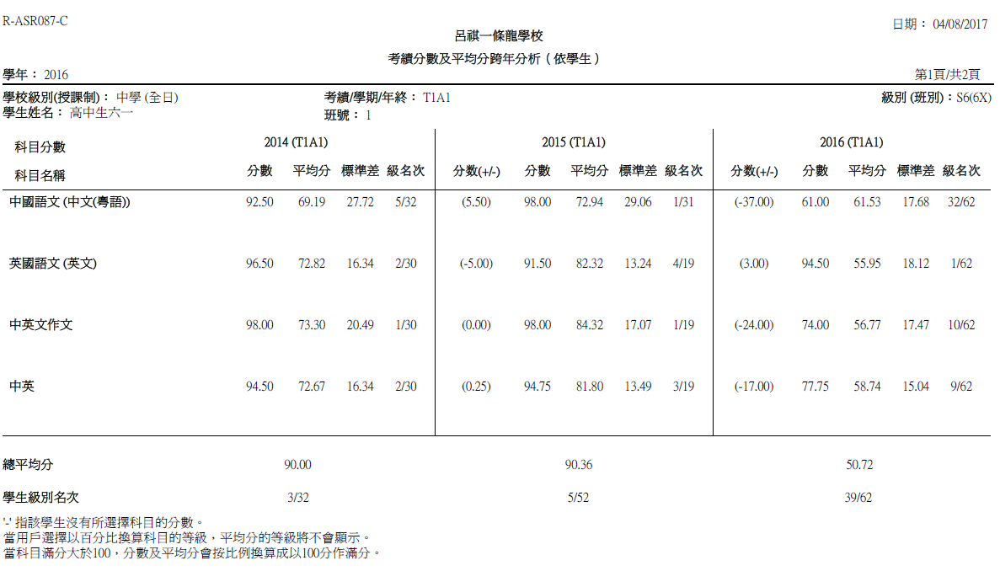 R-ASR087-C
日期： 04/08/2017
呂祺一條龍學校
考績分數及平均分跨年分析（依學生）
學年： 2016
第1頁/共2頁
學校級別(授課制)： 中學 (全日) 考績/學期/年終： T1A1 級別 (班別)：S6(6X)
學生姓名： 高中生六一 班號： 1
科目分數 2014 (T1A1) 2015 (T1A1) 2016 (T1A1)
科目名稱 分數 平均分 標準差 級名次 分數(+/-) 分數 平均分 標準差 級名次 分數(+/-) 分數 平均分 標準差 級名次
中國語文 (中文(粵語)) 92.50 69.19 27.72 5/32 (5.50) 98.00 72.94 29.06 1/31 (-37.00) 61.00 61.53 17.68 32/62
英國語文 (英文) 96.50 72.82 16.34 2/30 (-5.00) 91.50 82.32 13.24 4/19 (3.00) 94.50 55.95 18.12 1/62
中英文作文 98.00 73.30 20.49 1/30 (0.00) 98.00 84.32 17.07 1/19 (-24.00) 74.00 56.77 17.47 10/62
中英 94.50 72.67 16.34 2/30 (0.25) 94.75 81.80 13.49 3/19 (-17.00) 77.75 58.74 15.04 9/62
總平均分 90.00 90.36 50.72
學生級別名次 3/32 5/52 39/62
'-' 指該學生沒有所選擇科目的分數。
當用戶選擇以百分比換算科目的等級，平均分的等級將不會顯示。
當科目滿分大於100，分數及平均分會按比例換算成以100分作滿分。